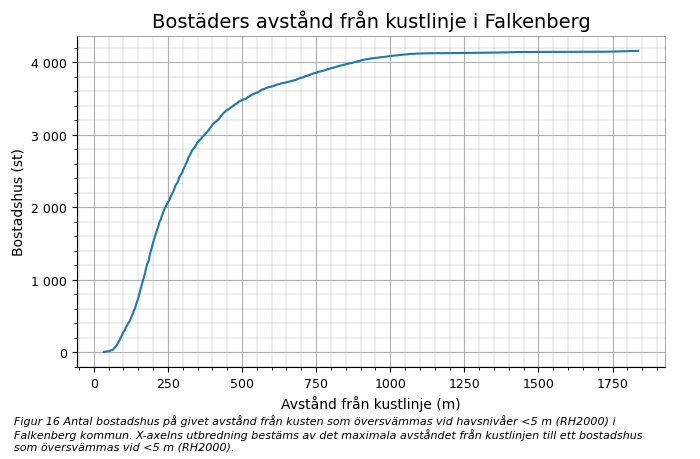 Bostäders avstånd från kustlinje i Falkenberg
Bostadshus (st)
4 000
3 000
2 000
1 000
0
0 250 500 750 1000 1250 1500 1750
Avstånd från kustlinje (m)
Figur 16 Antal bostadshus på givet avstånd från kusten som översvämmas vid havsnivåer <5 m (RH2000) i
Falkenberg kommun. X-axelns utbredning bestäms av det maximala avståndet från kustlinjen till ett bostadshus
som översvämmas vid <5 m (RH2000).